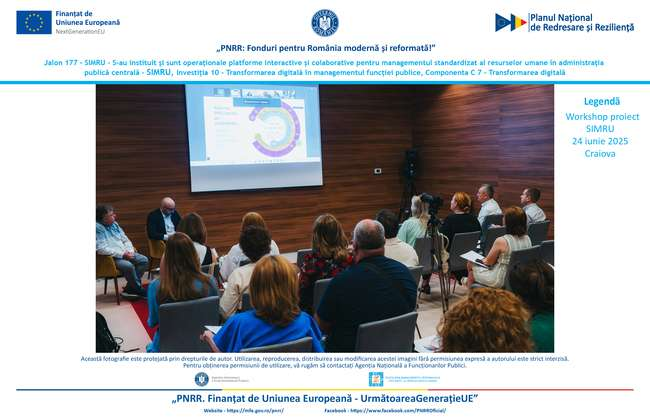 Finanțat de
Uniunea Europeană
NextGenerationEU
Planul Național
de Redresare și Reziliență
„PNRR: Fonduri pentru România modernă și reformată!”
Jalon 177 - SIMRU - S-au instituit și sunt operaționale platforme interactive și colaborative pentru managementul standardizat al resurselor umane în administrația
publică centrală - SIMRU, Investiția 10 - Transformarea digitală în managementul funcției publice, Componenta C 7 - Transformarea digitală
Legendă
Workshop proiect
SIMRU
24 iunie 2025
Craiova
Această fotografie este protejată prin drepturile de autor. Utilizarea, reproducerea, distribuirea sau modificarea acestei imagini fără permisiunea expresă a autorului este strict interzisă.
Pentru obținerea permisiunii de utilizare, vă rugăm să contactați Agenția Națională a Funcționarilor Publici.
„PNRR. Finanțat de Uniunea Europeană - UrmătoareaGenerațieUE”
Website - https://mfe.gov.ro/pnrr/ Facebook - https://www.facebook.com/PNRROficial/